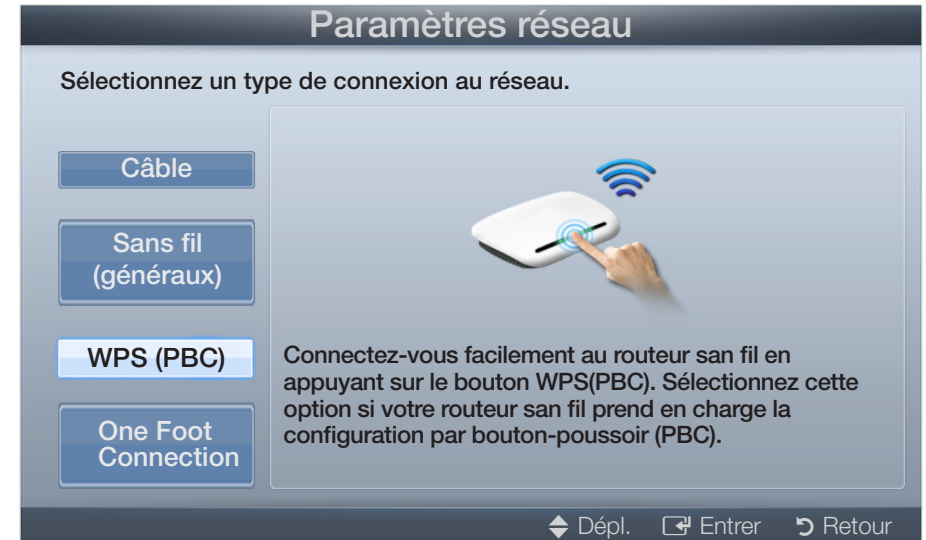 Paramètres réseau
Sélectionnez un type de connexion au réseau.
Câble
Sans fil
(généraux)
WPS (PBC)
One Foot
Connection
Connectez-vous facilement au routeur san fil en
appuyant sur le bouton WPS(PBC). Sélectionnez cette
option si votre routeur san fil prend en charge la
configuration par bouton-poussoir (PBC).
Dépl. Entrer Retour